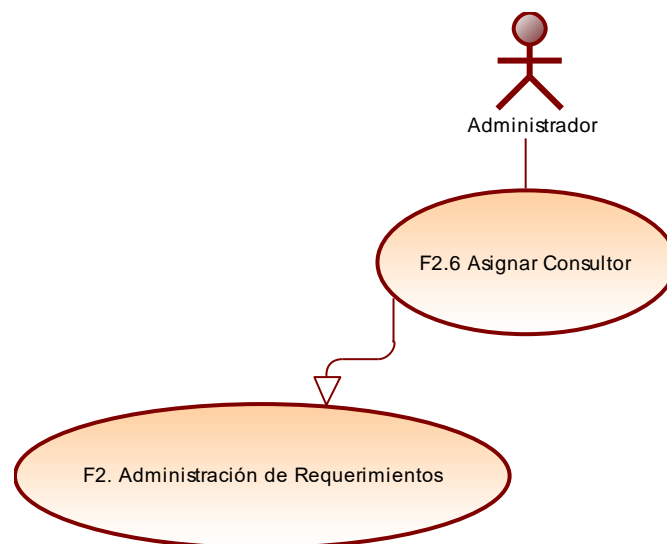 Administrador
F2.6 Asignar Consultor
F2. Administración de Requerimientos